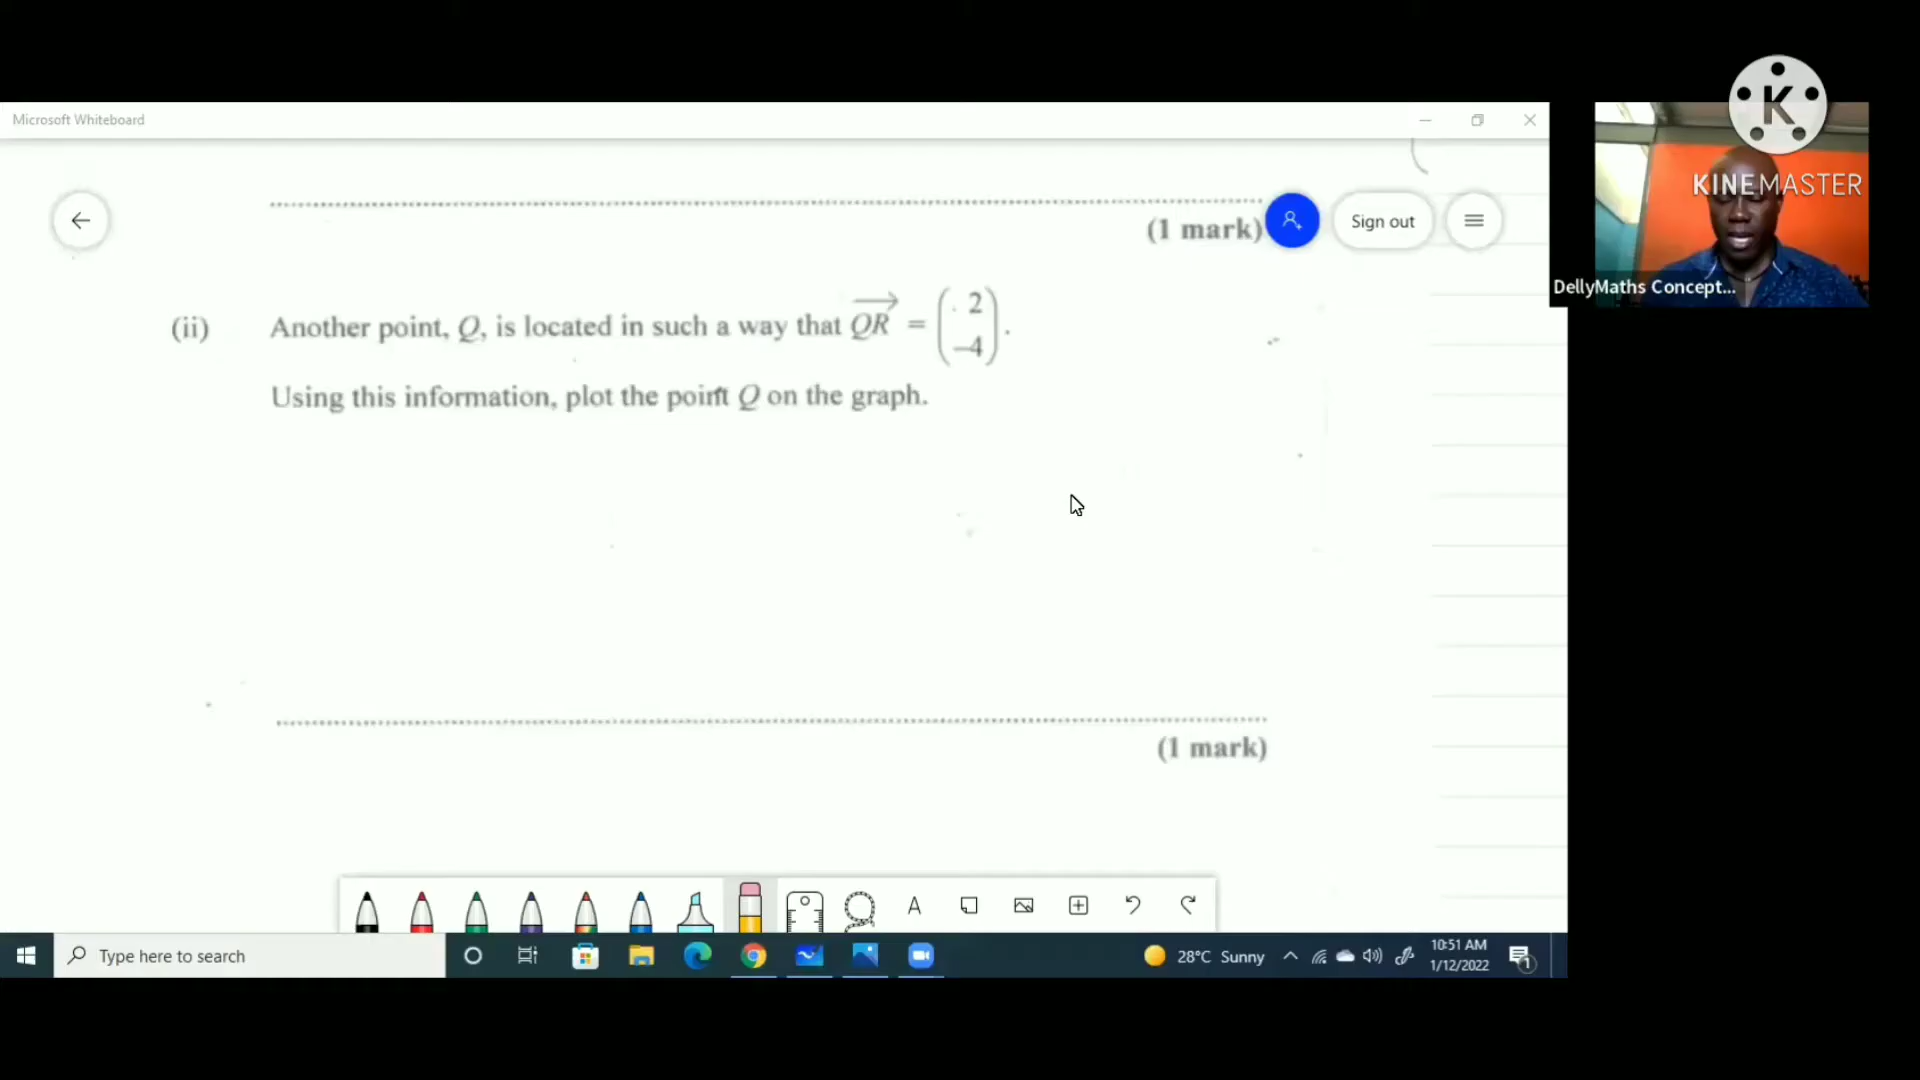 K
KINEMASTER
Microsoft Whiteboard
Sign out
(1 mark)
(ii) Another point, Q, is located in such a way that QR⃗ = ( 2 −4 ) .
Using this information, plot the point Q on the graph.
(1 mark)
DellyMaths Concept...
A
Type here to search
28°C Sunny
10:51 AM
1/12/2022
1